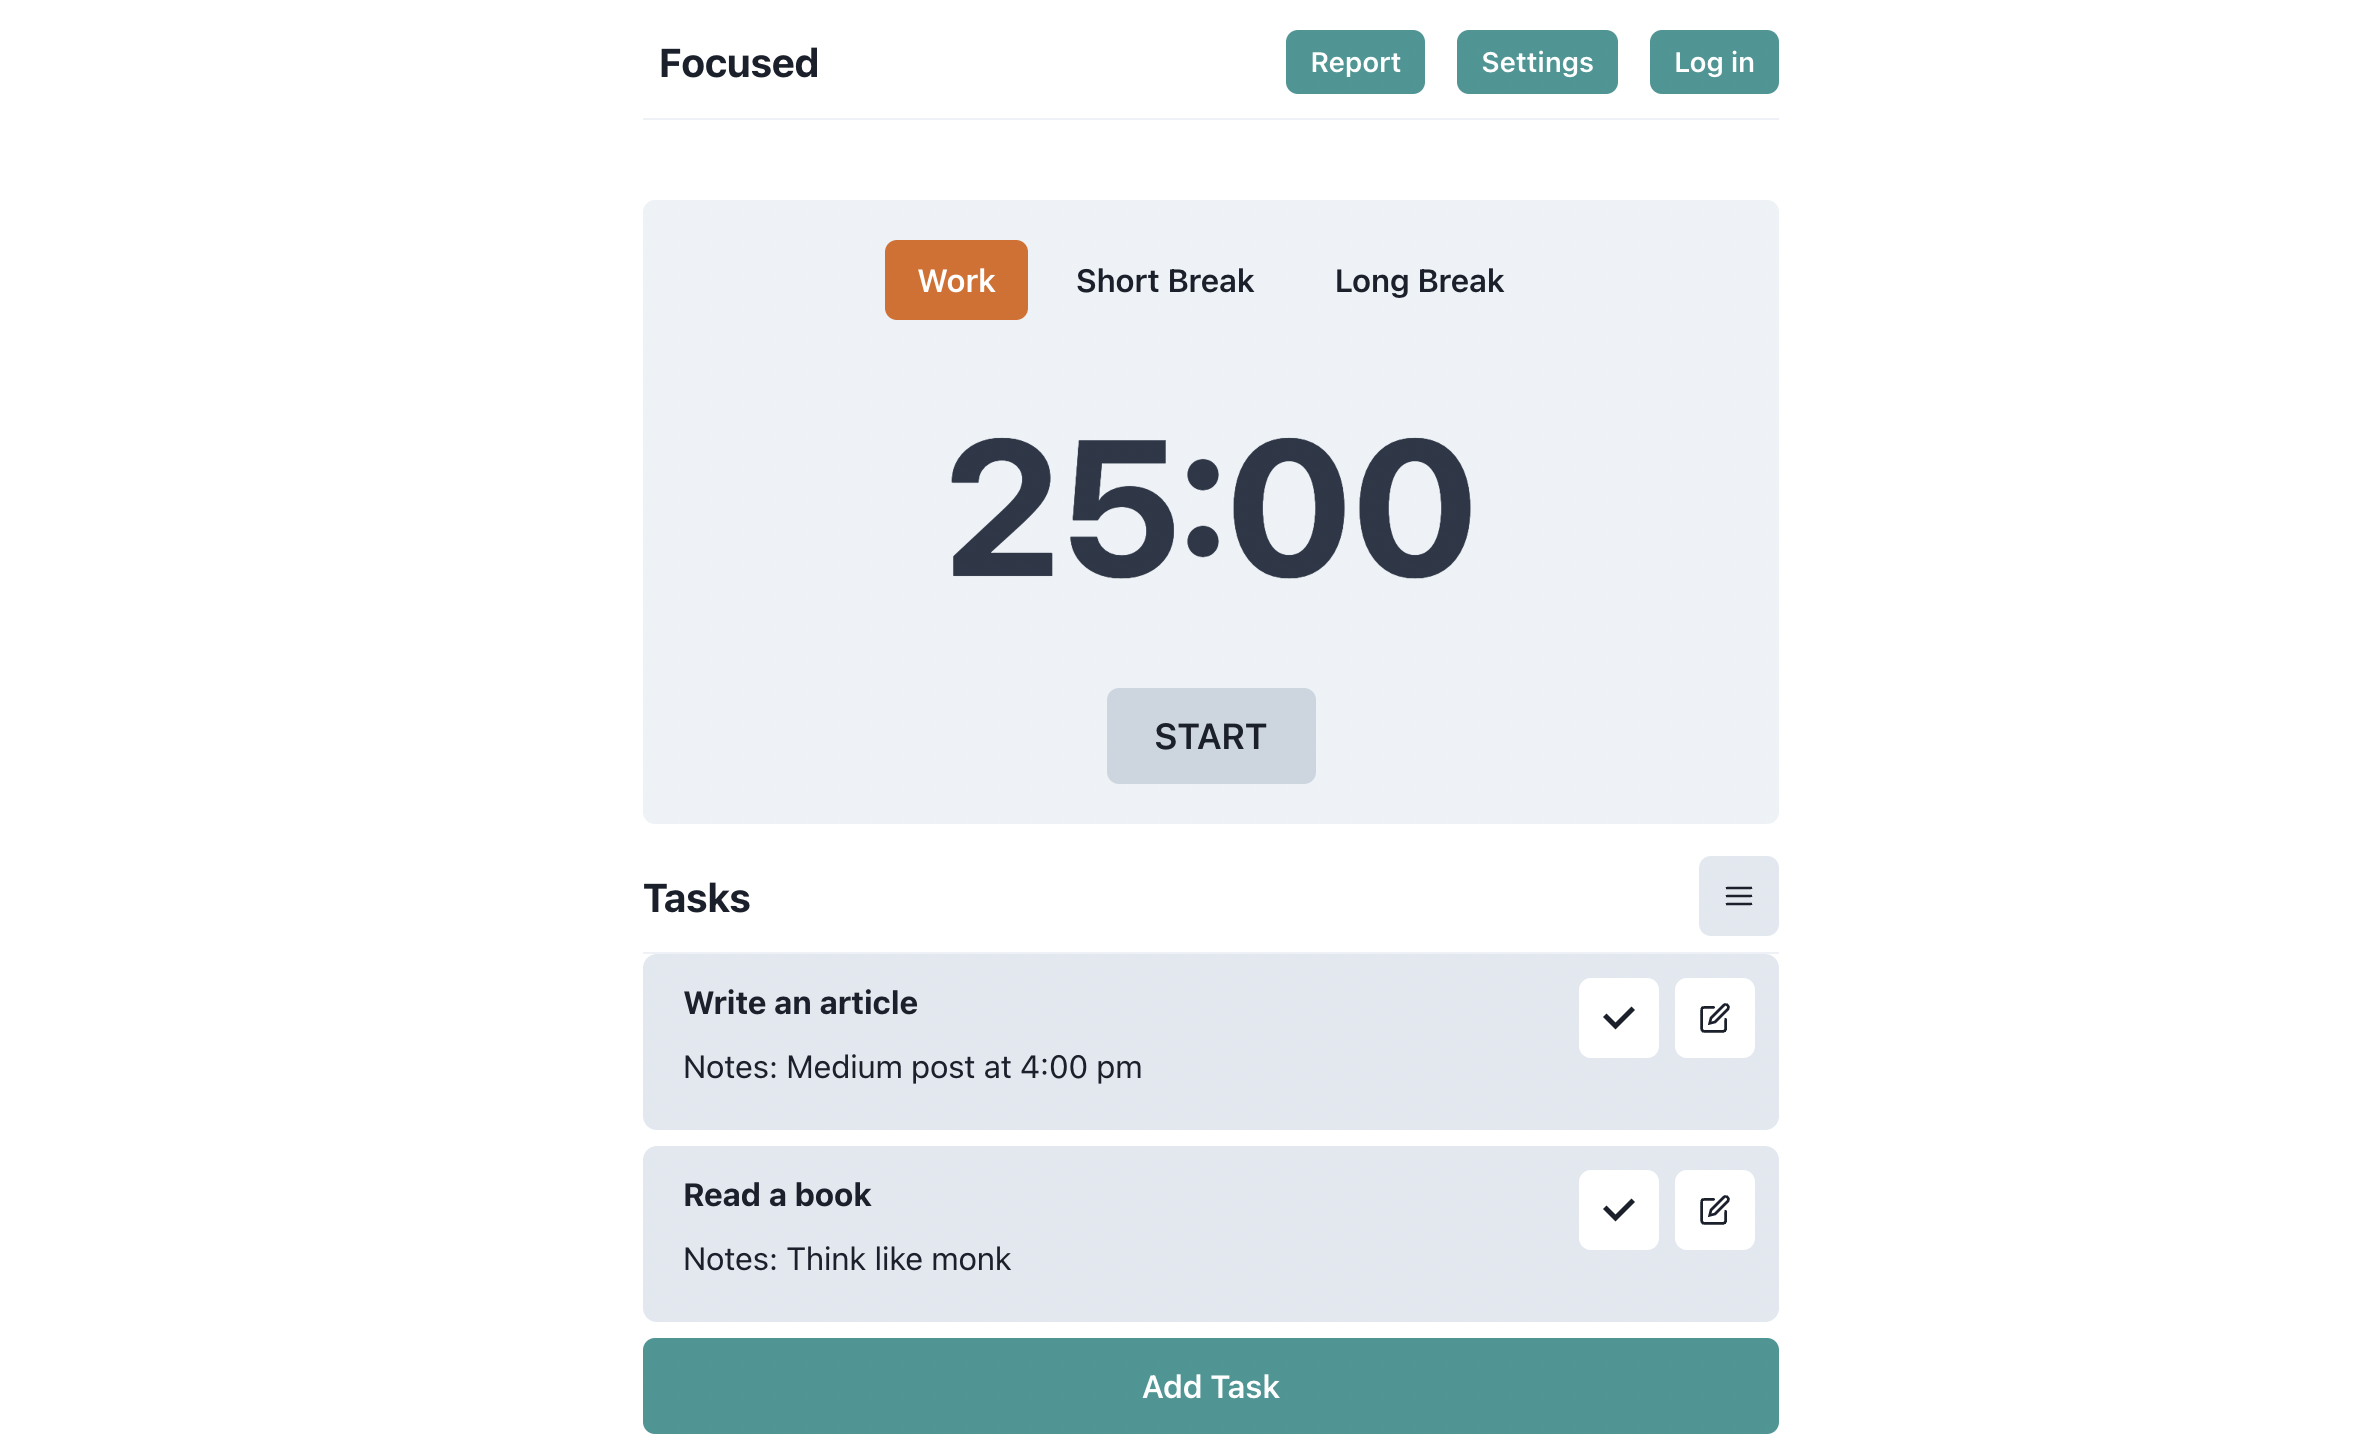 Focused
Report
Settings
Log in
Work
Short Break
Long Break
25:00
START
Tasks
Write an article
Notes: Medium post at 4:00 pm
Read a book
Notes: Think like monk
Add Task